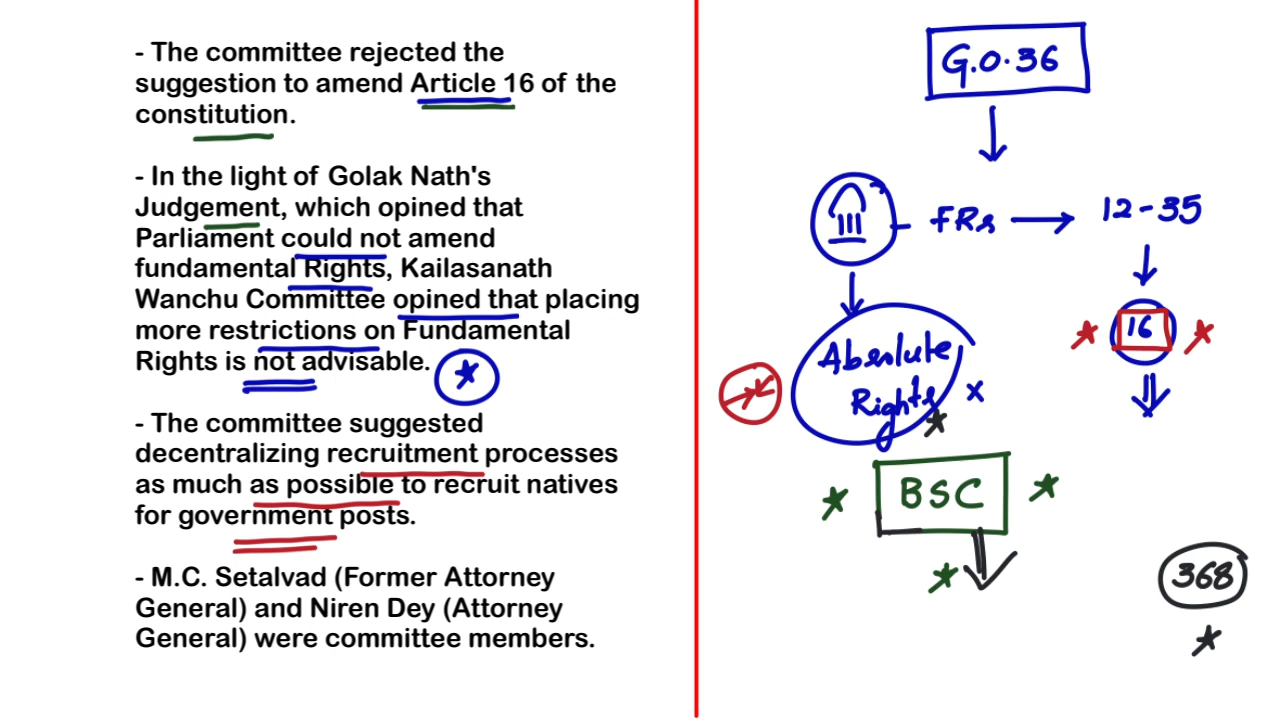 - The committee rejected the
suggestion to amend Article 16 of the
constitution.
- In the light of Golak Nath's
Judgement, which opined that
Parliament could not amend
fundamental Rights, Kailasanath
Wanchu Committee opined that placing
more restrictions on Fundamental
Rights is not advisable.
- The committee suggested
decentralizing recruitment processes
as much as possible to recruit natives
for government posts.
- M.C. Setalvad (Former Attorney
General) and Niren Dey (Attorney
General) were committee members.
G.O.36
FRs
12-35
16
Absolute
Rights
BSC
368